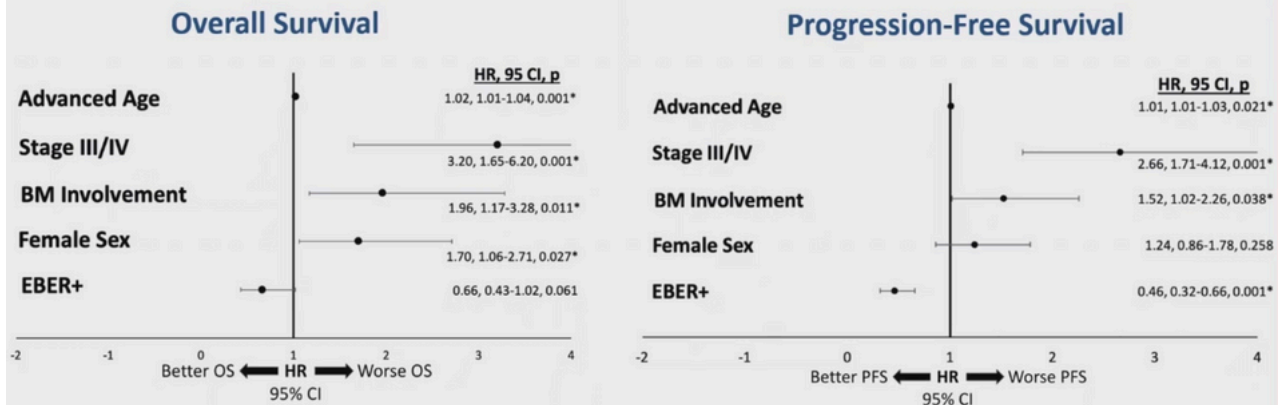 Overall Survival
HR, 95 CI, p
Advanced Age
1.02, 1.01-1.04, 0.001*
Stage III/IV
3.20, 1.65-6.20, 0.001*
BM Involvement
1.96, 1.17-3.28, 0.011*
Female Sex
1.70, 1.06-2.71, 0.027*
EBER+
0.66, 0.43-1.02, 0.061
-2 -1 0 1 2 3 4
Better OS HR Worse OS
95% CI
Progression-Free Survival
HR, 95 CI, p
Advanced Age
1.01, 1.01-1.03, 0.021*
Stage III/IV
2.66, 1.71-4.12, 0.001*
BM Involvement
1.52, 1.02-2.26, 0.038*
Female Sex
1.24, 0.86-1.78, 0.258
EBER+
0.46, 0.32-0.66, 0.001*
-2 -1 0 1 2 3 4
Better PFS HR Worse PFS
95% CI